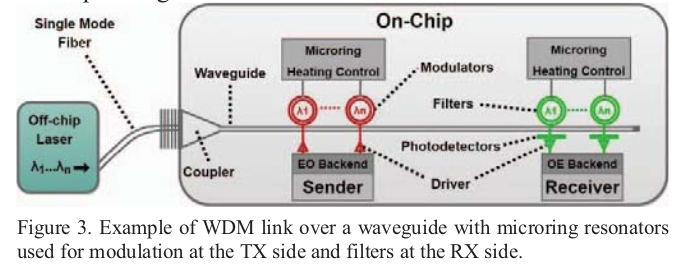 On-Chip
Single Mode
Fiber
Microring
Heating Control
Microring
Heating Control
Waveguide
Modulators
Filters
λ1
λn
λ1
λn
Off-chip
Laser
λ1...λn
Photodetectors
Coupler
EO Backend
Sender
Driver
OE Backend
Receiver
Figure 3. Example of WDM link over a waveguide with microring resonators
used for modulation at the TX side and filters at the RX side.